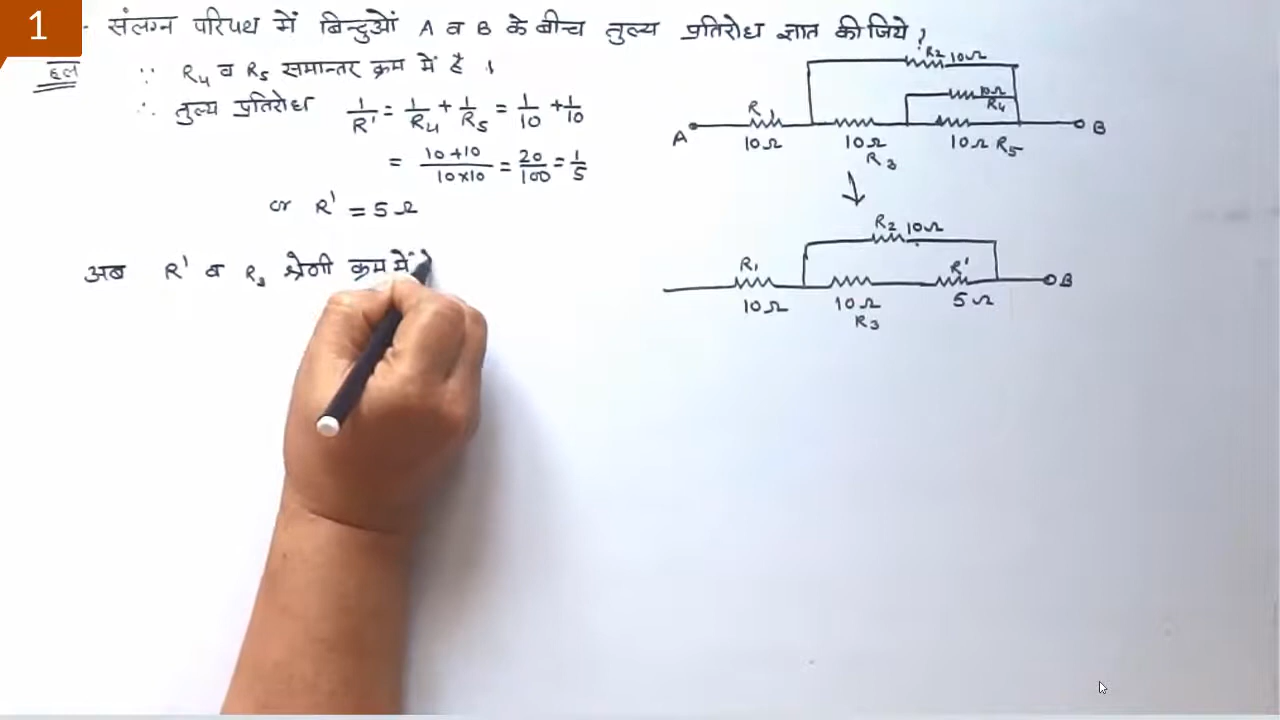 1
संलग्न परिपथ में बिन्दुओं A व B के बीच तुल्य प्रतिरोध ज्ञात कीजिये ?
हल ∵ R4 व R5 समान्तर क्रम में है ।
∴ तुल्य प्रतिरोध 1/R' = 1/R4 + 1/R5 = 1/10 + 1/10
= 10+10/10×10 = 20/100 = 1/5
or R' = 5Ω
अब R' व R3 श्रेणी क्रम में
R2 10Ω
10Ω
R4
A R1 B
10Ω 10Ω 10Ω R5
R3
R2 10Ω
R1 R' B
10Ω 10Ω 5Ω
R3